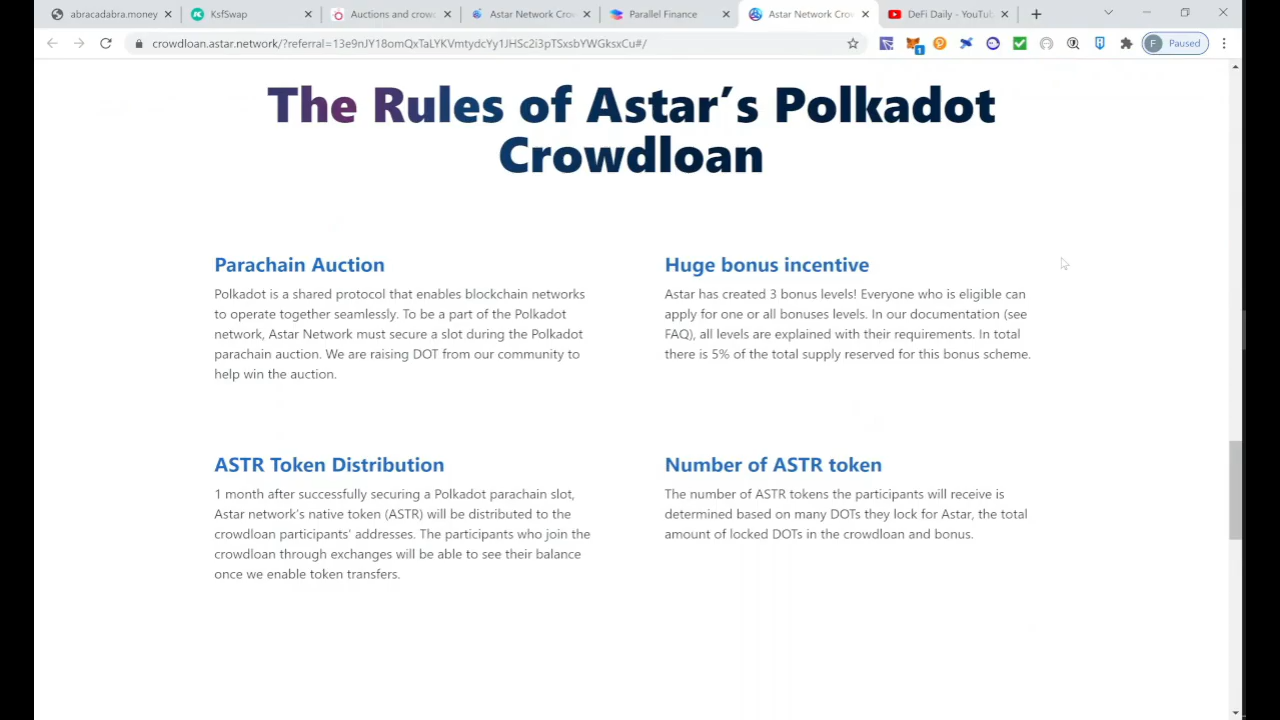 abracadabra.money
KsfSwap
Auctions and crowd
Astar Network Crow
Parallel Finance
Astar Network Crow
DeFi Daily - YouTub
crowdloan.astar.network/?referral=13e9nJY18omQxTaLYKVmtydcYy1JHSc2i3pTSxsbYWGksxCu#/
1
F Paused
The Rules of Astar’s Polkadot
Crowdloan
Parachain Auction
Polkadot is a shared protocol that enables blockchain networks
to operate together seamlessly. To be a part of the Polkadot
network, Astar Network must secure a slot during the Polkadot
parachain auction. We are raising DOT from our community to
help win the auction.
Huge bonus incentive
Astar has created 3 bonus levels! Everyone who is eligible can
apply for one or all bonuses levels. In our documentation (see
FAQ), all levels are explained with their requirements. In total
there is 5% of the total supply reserved for this bonus scheme.
ASTR Token Distribution
1 month after successfully securing a Polkadot parachain slot,
Astar network’s native token (ASTR) will be distributed to the
crowdloan participants’ addresses. The participants who join the
crowdloan through exchanges will be able to see their balance
once we enable token transfers.
Number of ASTR token
The number of ASTR tokens the participants will receive is
determined based on many DOTs they lock for Astar, the total
amount of locked DOTs in the crowdloan and bonus.